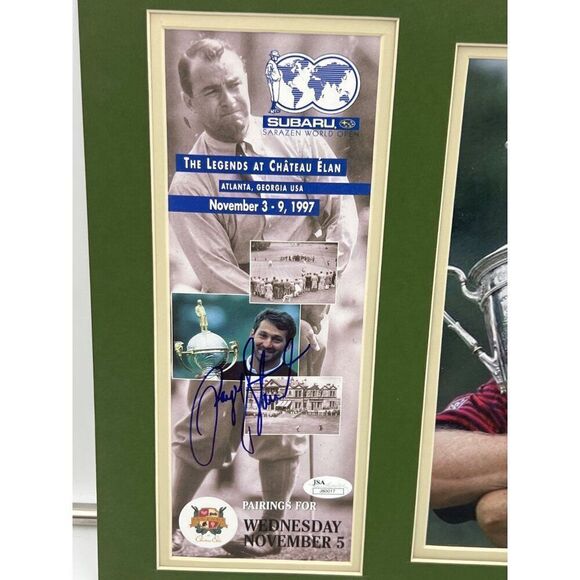 SUBARU
SARAZEN WORLD OPEN
THE LEGENDS AT CHÂTEAU ÉLAN
ATLANTA, GEORGIA USA
November 3 - 9, 1997
JSA
PAIRINGS FOR
WEDNESDAY
NOVEMBER 5